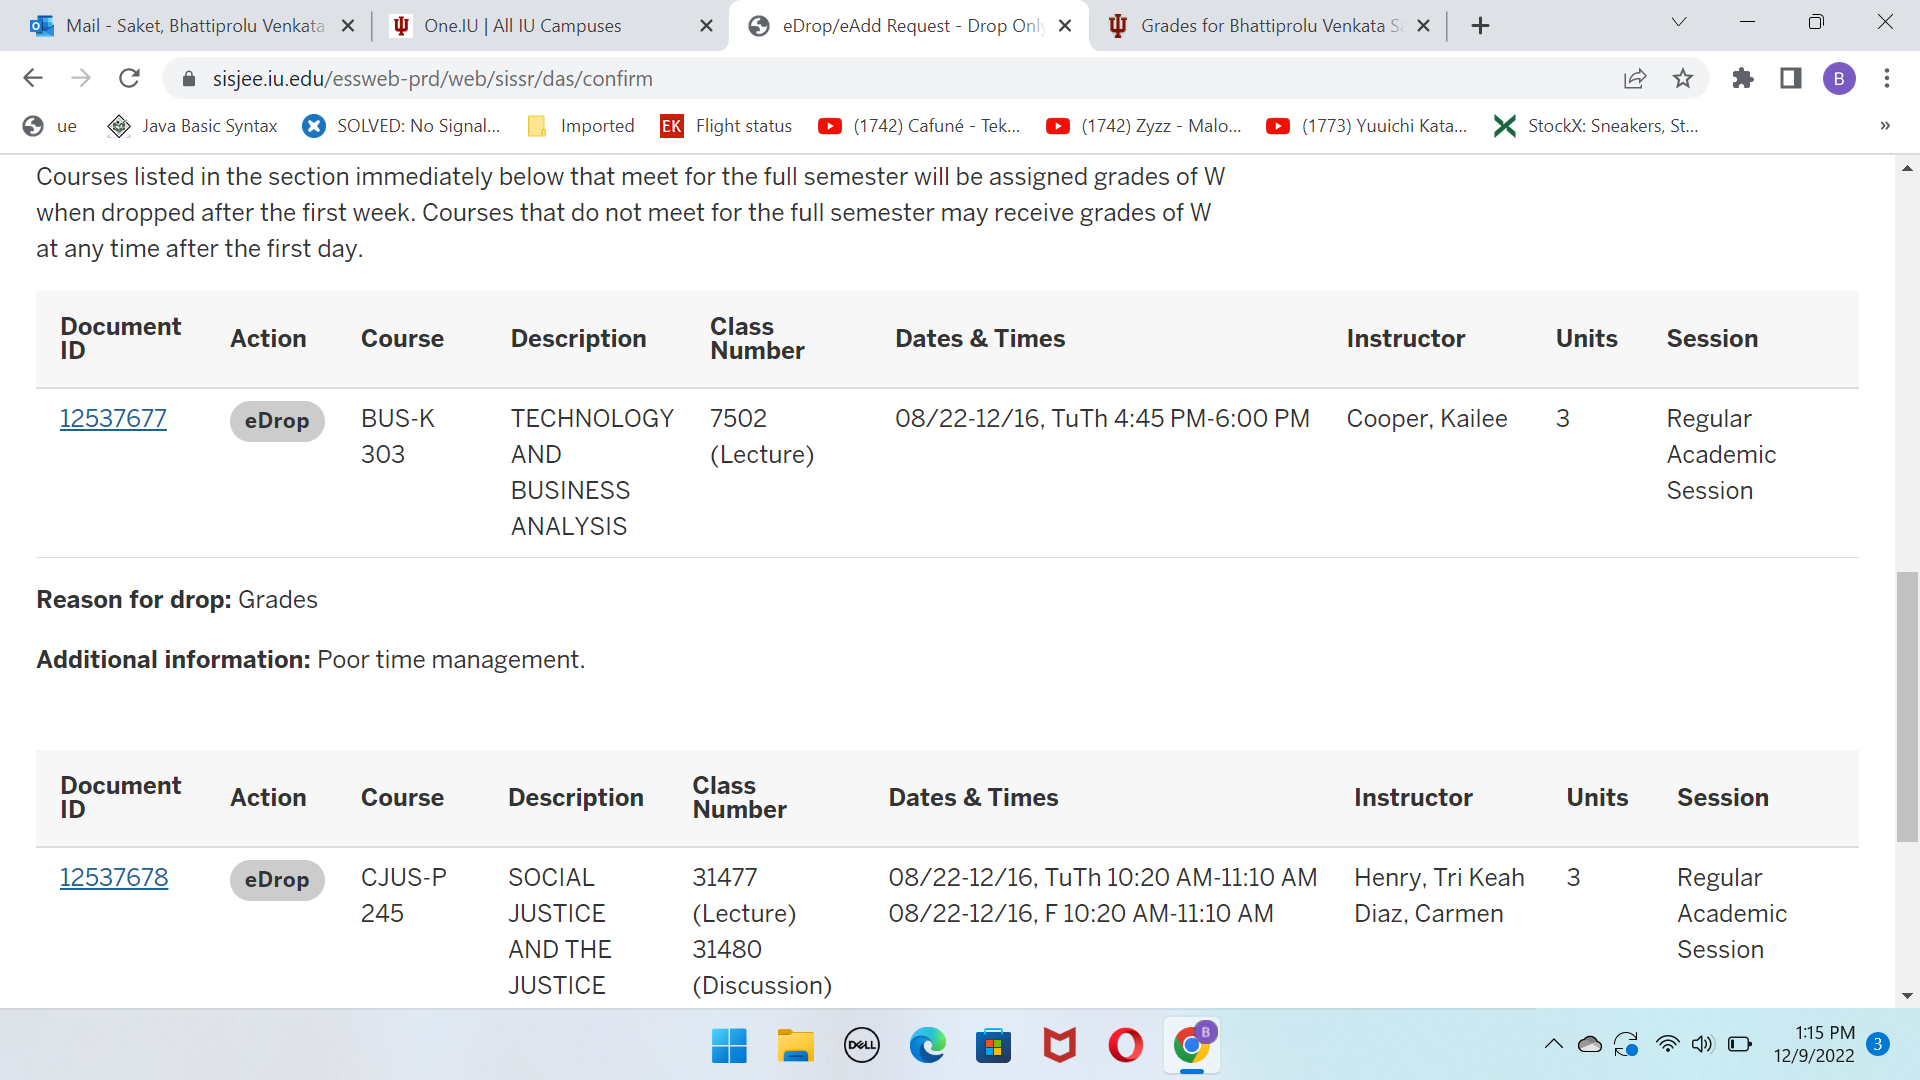 Mail - Saket, Bhattiprolu Venkata
One.IU | All IU Campuses
eDrop/eAdd Request - Drop Onl
Grades for Bhattiprolu Venkata Sa
sisjee.iu.edu/essweb-prd/web/sissr/das/confirm
B
ue
Java Basic Syntax
SOLVED: No Signal...
Imported
EK Flight status
(1742) Cafuné - Tek...
(1742) Zyzz - Malo...
(1773) Yuuichi Kata...
StockX: Sneakers, St...
»
Courses listed in the section immediately below that meet for the full semester will be assigned grades of W
when dropped after the first week. Courses that do not meet for the full semester may receive grades of W
at any time after the first day.
Document ID Action Course Description Class Number Dates & Times Instructor Units Session
12537677 eDrop BUS-K TECHNOLOGY 7502 08/22-12/16, TuTh 4:45 PM-6:00 PM Cooper, Kailee 3 Regular
303 AND (Lecture) Academic
BUSINESS Session
ANALYSIS
Reason for drop: Grades
Additional information: Poor time management.
Document ID Action Course Description Class Number Dates & Times Instructor Units Session
12537678 eDrop CJUS-P SOCIAL 31477 08/22-12/16, TuTh 10:20 AM-11:10 AM Henry, Tri Keah 3 Regular
245 JUSTICE (Lecture) 08/22-12/16, F 10:20 AM-11:10 AM Diaz, Carmen Academic
AND THE 31480 Session
JUSTICE (Discussion)
DELL
B
1:15 PM
12/9/2022
3